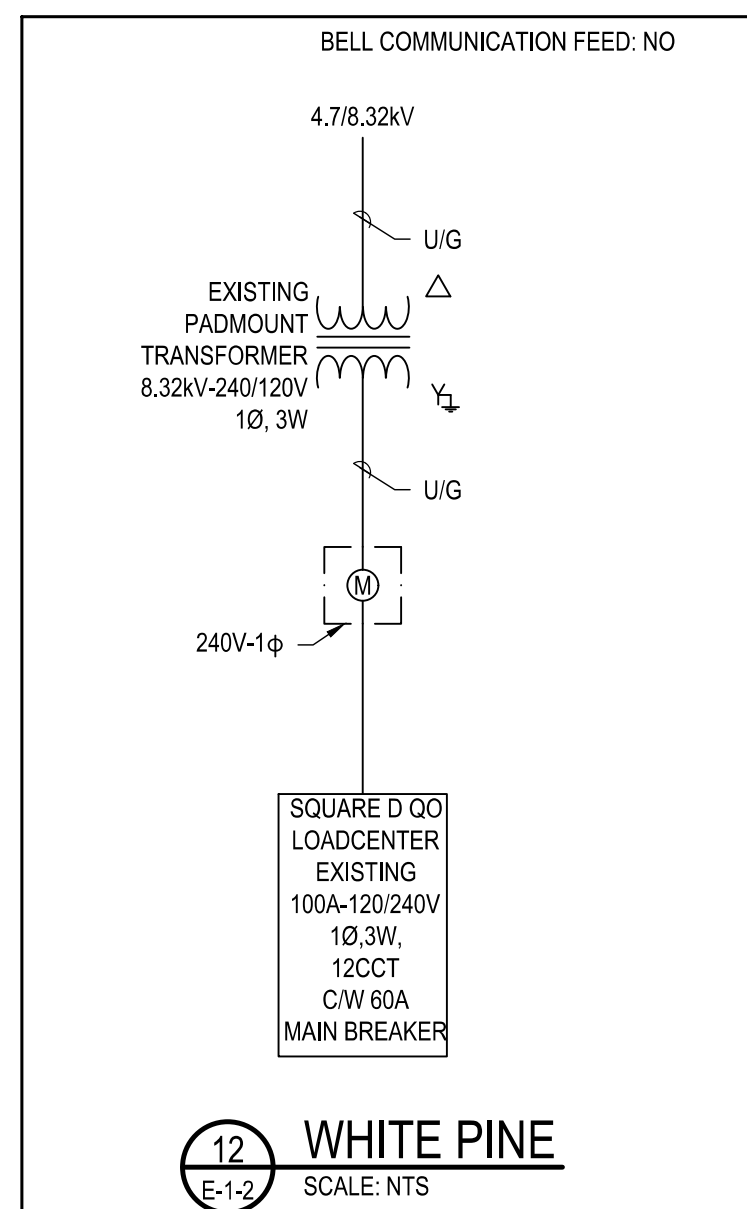 BELL COMMUNICATION FEED: NO
4.7/8.32kV
U/G
EXISTING
PADMOUNT
TRANSFORMER
8.32kV-240/120V
1Ø, 3W
Y
U/G
M
240V-1ϕ
SQUARE D QO
LOADCENTER
EXISTING
100A-120/240V
1Ø,3W,
12CCT
C/W 60A
MAIN BREAKER
12
E-1-2
WHITE PINE
SCALE: NTS